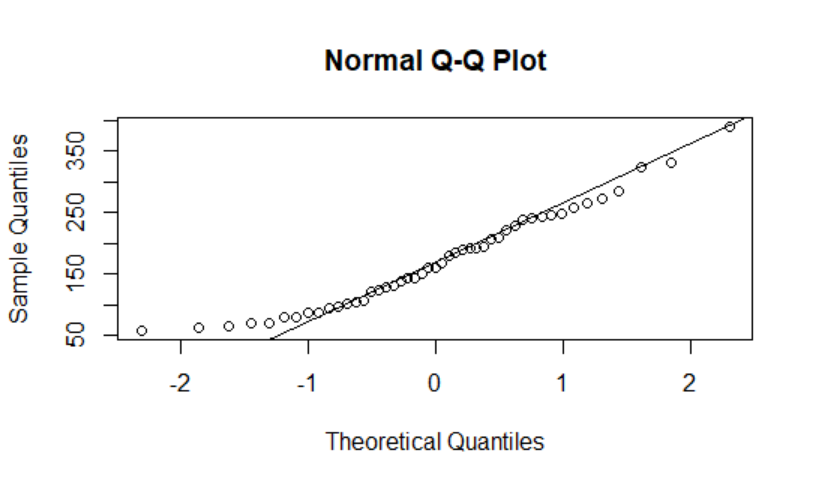 Normal Q-Q Plot
Sample Quantiles
50 150 250 350
-2 -1 0 1 2
Theoretical Quantiles